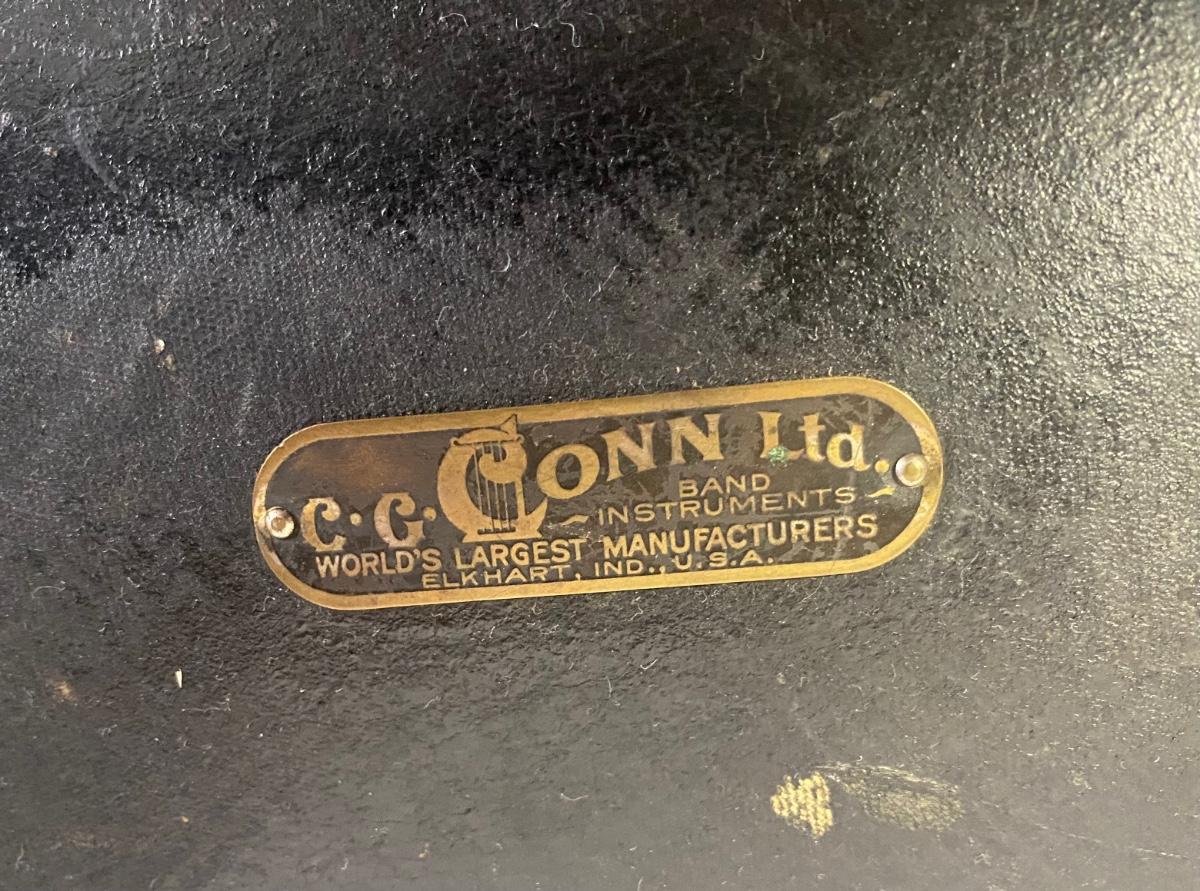 C. G. CONN Ltd.
BAND
INSTRUMENTS
WORLD'S LARGEST MANUFACTURERS
ELKHART, IND., U.S.A.